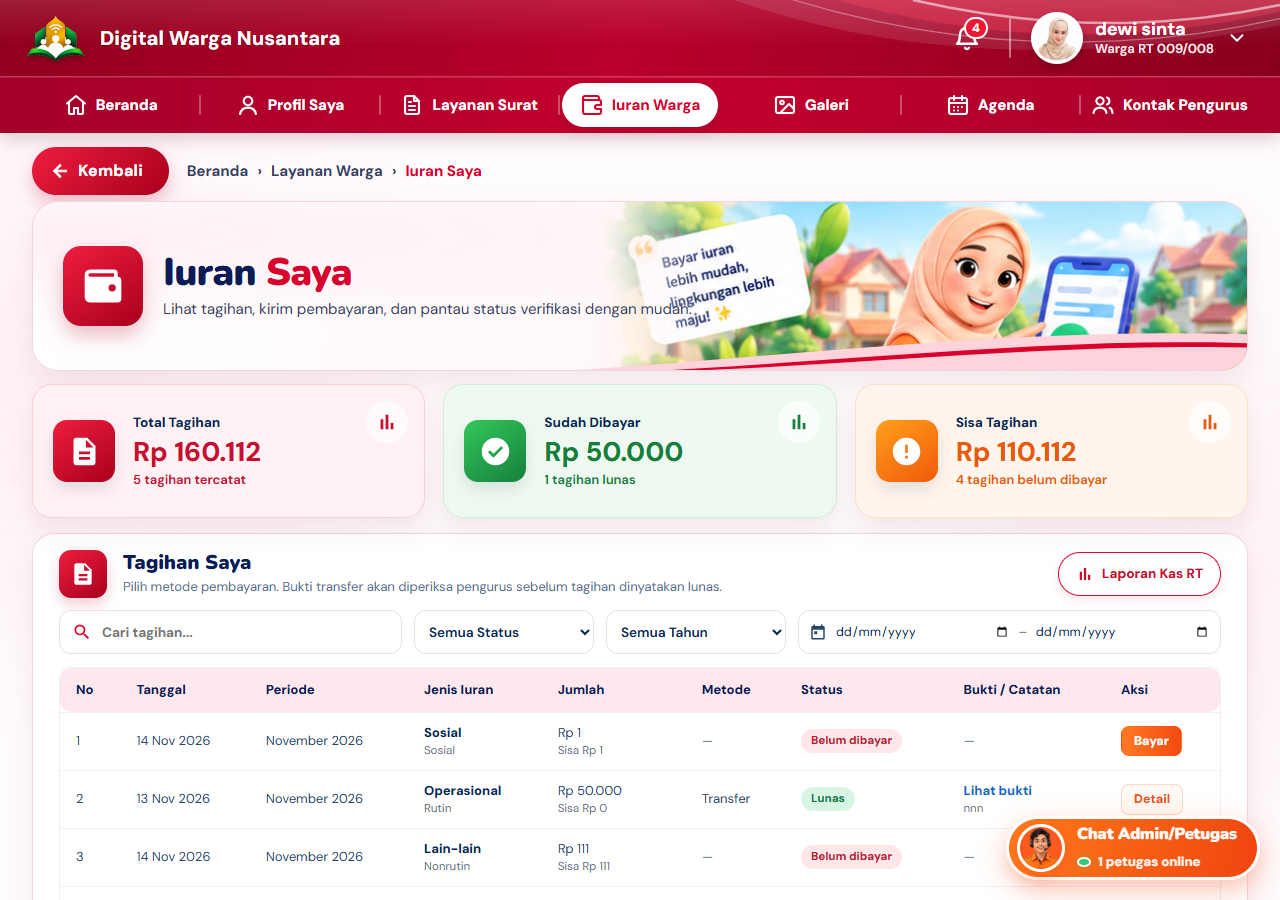 Digital Warga Nusantara
4
dewi sinta
Warga RT 009/008
Beranda
Profil Saya
Layanan Surat
Iuran Warga
Galeri
Agenda
Kontak Pengurus
Kembali
Beranda › Layanan Warga › Iuran Saya
Iuran Saya
Lihat tagihan, kirim pembayaran, dan pantau status verifikasi dengan mudah.
Bayar iuran
lebih mudah,
lingkungan lebih
maju!
Total Tagihan
Rp 160.112
5 tagihan tercatat
Sudah Dibayar
Rp 50.000
1 tagihan lunas
Sisa Tagihan
Rp 110.112
4 tagihan belum dibayar
Tagihan Saya
Pilih metode pembayaran. Bukti transfer akan diperiksa pengurus sebelum tagihan dinyatakan lunas.
Laporan Kas RT
Cari tagihan...
Semua Status
Semua Tahun
dd/mm/yyyy – dd/mm/yyyy
No Tanggal Periode Jenis Iuran Jumlah Metode Status Bukti / Catatan Aksi
1 14 Nov 2026 November 2026 Sosial Rp 1 — Belum dibayar — Bayar
Sosial Sisa Rp 1
2 13 Nov 2026 November 2026 Operasional Rp 50.000 Transfer Lunas Lihat bukti Detail
Rutin Sisa Rp 0 nnn
3 14 Nov 2026 November 2026 Lain-lain Rp 111 — Belum dibayar —
Nonrutin Sisa Rp 111
Chat Admin/Petugas
1 petugas online